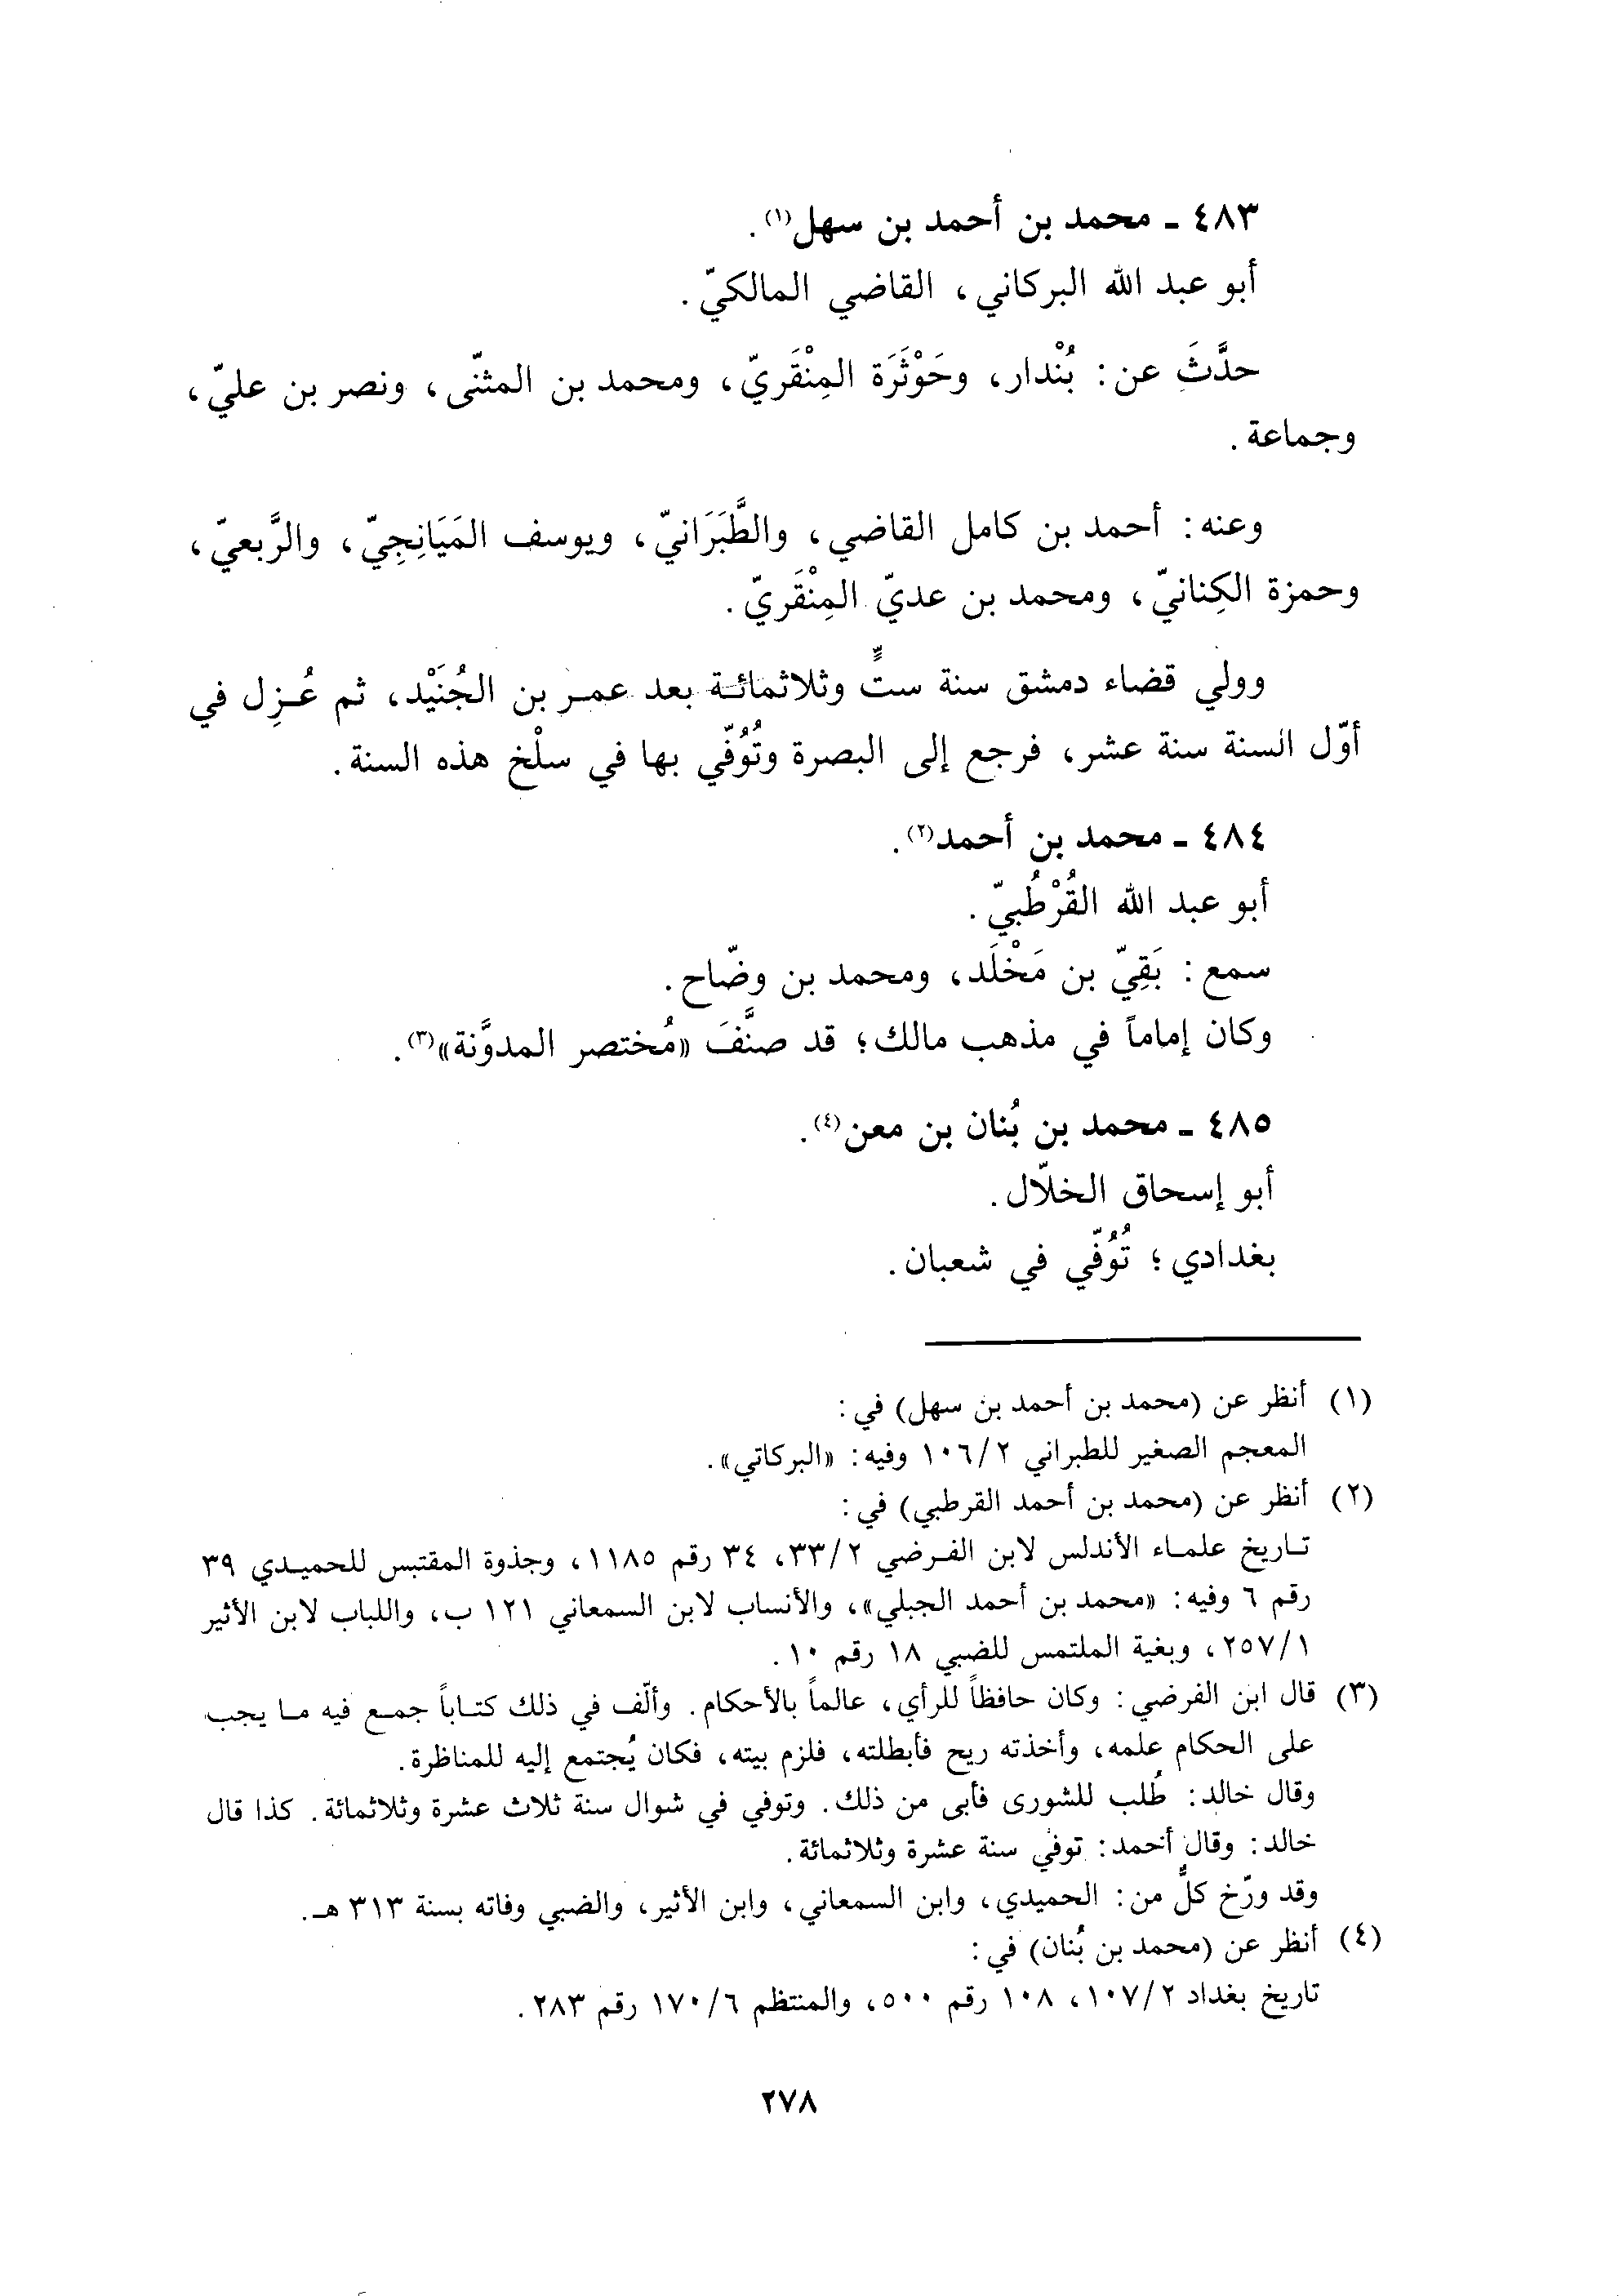 ٤٨٣ ـ محمد بن أحمد بن سهل(١).
أبو عبد الله البركاني، القاضي المالكيّ.
حدَّثَ عن: بُنْدار، وحَوْثَرَة المِنْقَريّ، ومحمد بن المثنّى، ونصر بن عليّ،
وجماعة.
وعنه: أحمد بن كامل القاضي، والطَّبَرَانيّ، ويوسف المَيَانِجِيّ، والرَّبعيّ،
وحمزة الكِنانيّ، ومحمد بن عديّ المِنْقَريّ.
وولي قضاء دمشق سنة ستٍّ وثلاثمائة بعد عمر بن الجُنَيْد، ثم عُزِل في
أوّل السنة سنة عشر، فرجع إلى البصرة وتُوُفّي بها في سلْخ هذه السنة.
٤٨٤ ـ محمد بن أحمد(٢).
أبو عبد الله القُرْطُبيّ.
سمع: بَقِيّ بن مَخْلَد، ومحمد بن وضّاح.
وكان إماماً في مذهب مالك؛ قد صنَّفَ «مُختصر المدوَّنة»(٣).
٤٨٥ ـ محمد بن بُنان بن معن(٤).
أبو إسحاق الخلّال.
بغدادي؛ تُوُفّي في شعبان.
(١) أنظر عن (محمد بن أحمد بن سهل) في:
المعجم الصغير للطبراني ١٠٦/٢ وفيه: «البركاتي».
(٢) أنظر عن (محمد بن أحمد القرطبي) في:
تاريخ علماء الأندلس لابن الفرضي ٣٣/٢، ٣٤ رقم ١١٨٥، وجذوة المقتبس للحميدي ٣٩
رقم ٦ وفيه: «محمد بن أحمد الجبلي»، والأنساب لابن السمعاني ١٢١ ب، واللباب لابن الأثير
٢٥٧/١، وبغية الملتمس للضبي ١٨ رقم ١٠.
(٣) قال ابن الفرضي: وكان حافظاً للرأي، عالماً بالأحكام. وألّف في ذلك كتاباً جمع فيه ما يجب
على الحكام علمه، وأخذته ريح فأبطلته، فلزم بيته، فكان يُجتمع إليه للمناظرة.
وقال خالد: طُلب للشورى فأبى من ذلك. وتوفي في شوال سنة ثلاث عشرة وثلاثمائة. كذا قال
خالد: وقال أحمد: توفي سنة عشرة وثلاثمائة.
وقد ورّخ كلٌّ من: الحميدي، وابن السمعاني، وابن الأثير، والضبي وفاته بسنة ٣١٣ هـ.
(٤) أنظر عن (محمد بن بُنان) في:
تاريخ بغداد ١٠٧/٢، ١٠٨ رقم ٥٠٠، والمنتظم ١٧٠/٦ رقم ٢٨٣.
٢٧٨